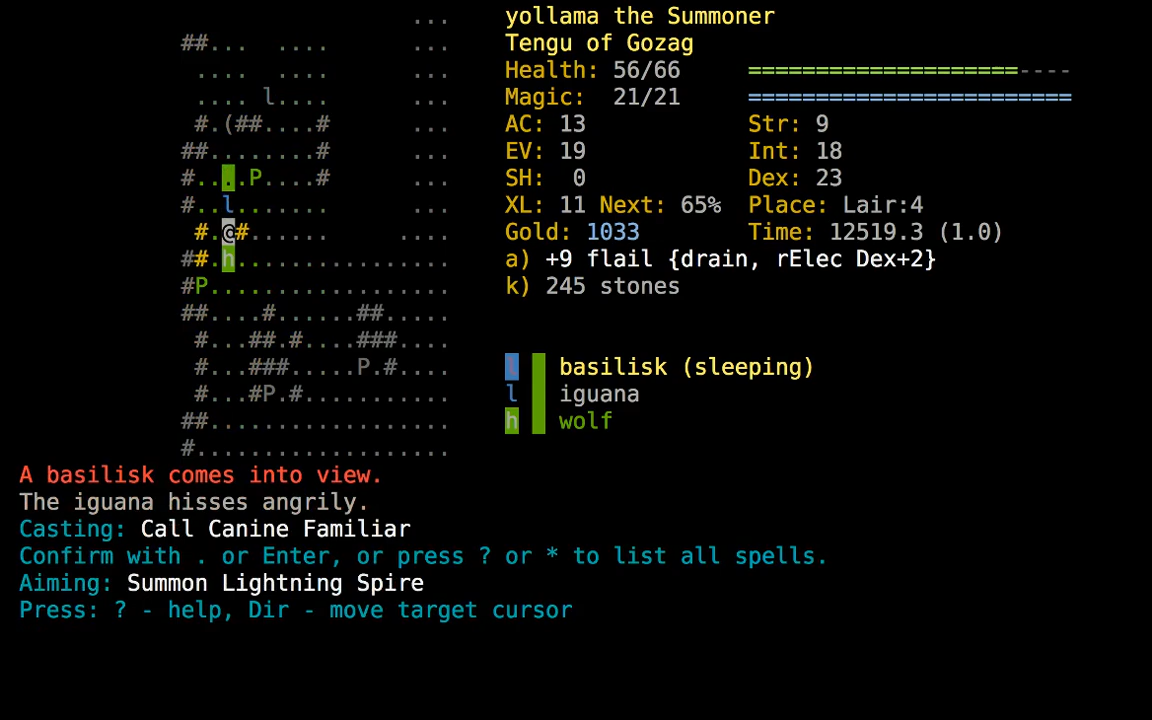 ... yollama the Summoner
##... .... ... Tengu of Gozag
.... .... ... Health: 56/66 ====================----
.... l.... ... Magic: 21/21 ========================
#.(##....# ... AC: 13 Str: 9
##........# ... EV: 19 Int: 18
#....P....# ... SH: 0 Dex: 23
#..l....... ... XL: 11 Next: 65% Place: Lair:4
#.@#...... ... Gold: 1033 Time: 12519.3 (1.0)
##.h................ a) +9 flail {drain, rElec Dex+2}
#P.................. k) 245 stones
##....#......##.....
#...##.#....###....
#...###.....P.#....
#...#P.#...........
##.................. 
#...................
l basilisk (sleeping)
l iguana
h wolf
A basilisk comes into view.
The iguana hisses angrily.
Casting: Call Canine Familiar
Confirm with . or Enter, or press ? or * to list all spells.
Aiming: Summon Lightning Spire
Press: ? - help, Dir - move target cursor